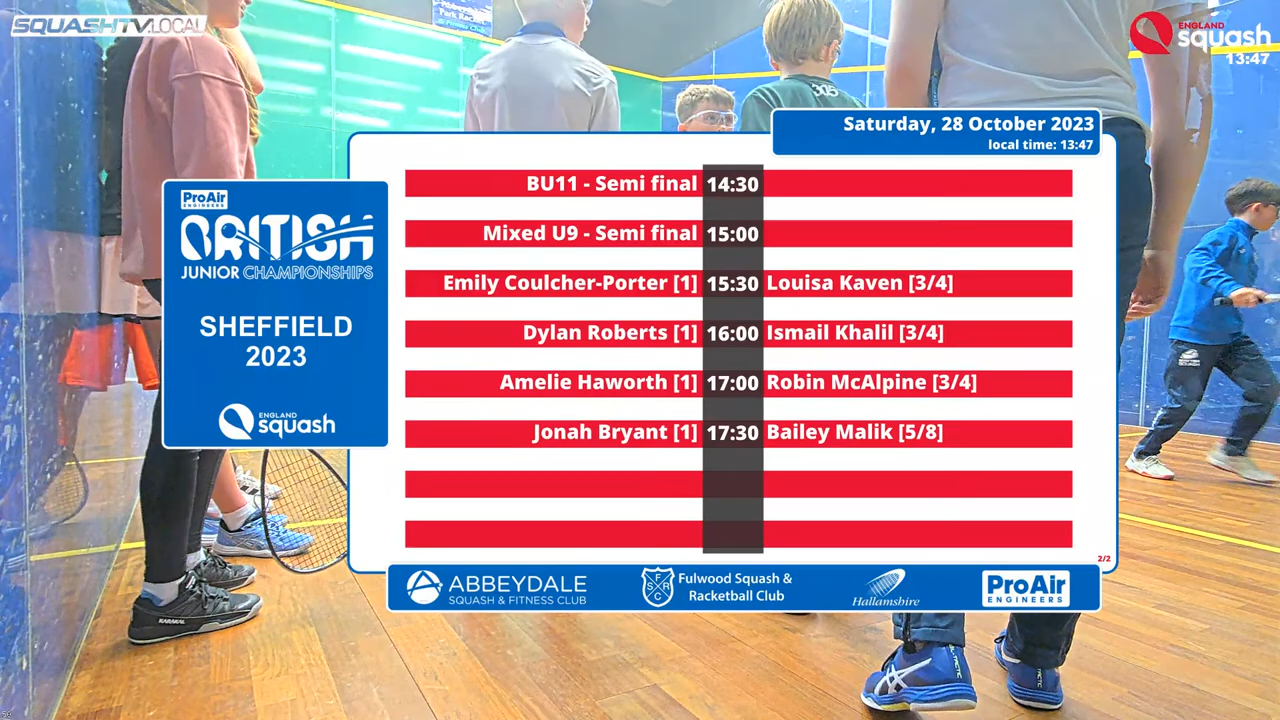 SQUASHTV.LOCAL
ENGLAND
squash
13:47
305
Saturday, 28 October 2023
local time: 13:47
ProAir
ENGINEERS
BRITISH
JUNIOR CHAMPIONSHIPS
SHEFFIELD
2023
ENGLAND
squash
BU11 - Semi final 14:30
Mixed U9 - Semi final 15:00
Emily Coulcher-Porter [1] 15:30 Louisa Kaven [3/4]
Dylan Roberts [1] 16:00 Ismail Khalil [3/4]
Amelie Haworth [1] 17:00 Robin McAlpine [3/4]
Jonah Bryant [1] 17:30 Bailey Malik [5/8]
2/2
ABBEYDALE
SQUASH & FITNESS CLUB
SFRC
Fulwood Squash &
Racketball Club
Hallamshire
ProAir
ENGINEERS
KARAKAL